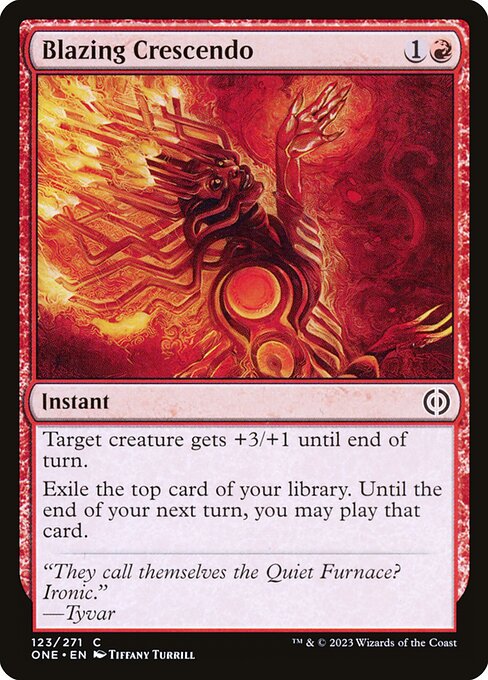 Blazing Crescendo 1
Instant
Target creature gets +3/+1 until end of
turn.
Exile the top card of your library. Until the
end of your next turn, you may play that
card.
“They call themselves the Quiet Furnace?
Ironic.”
—Tyvar
123/271 C
ONE • EN Tiffany Turrill
™ & © 2023 Wizards of the Coast